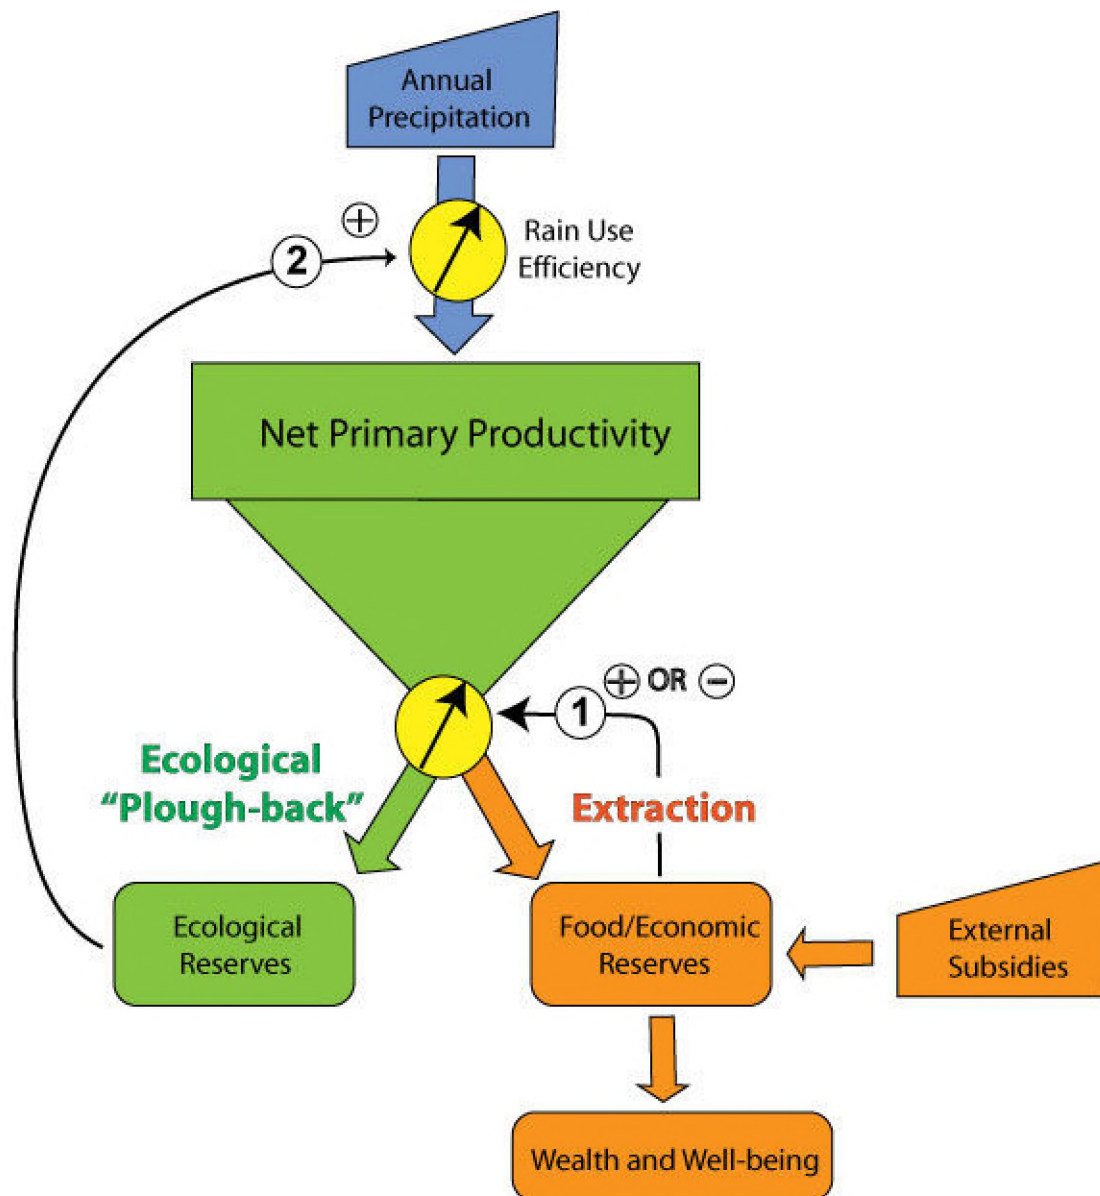 Annual
Precipitation
Rain Use
Efficiency
2
Net Primary Productivity
1
OR
Ecological
“Plough-back”
Extraction
Ecological
Reserves
Food/Economic
Reserves
External
Subsidies
Wealth and Well-being